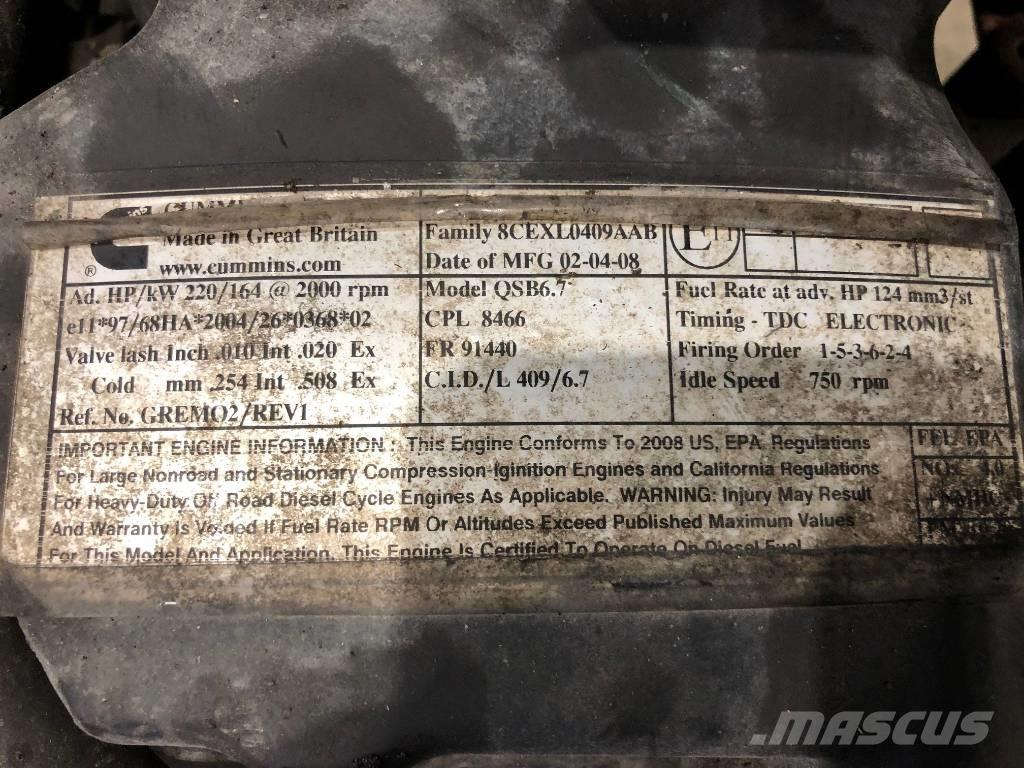 CUMMINS
Made in Great Britain
® www.cummins.com
Family 8CEXL0409AAB
Date of MFG 02-04-08
E11
Ad. HP/kW 220/164 @ 2000 rpm
e11*97/68HA*2004/26*0368*02
Valve lash Inch .010 Int .020 Ex
Cold mm .254 Int .508 Ex
Ref. No. GREMO2/REV1
Model QSB6.7
CPL 8466
FR 91440
C.I.D./L 409/6.7
Fuel Rate at adv. HP 124 mm3/st
Timing - TDC ELECTRONIC
Firing Order 1-5-3-6-2-4
Idle Speed 750 rpm
IMPORTANT ENGINE INFORMATION : This Engine Conforms To 2008 US, EPA Regulations
For Large Nonroad and Stationary Compression-Iginition Engines and California Regulations
For Heavy-Duty Of, Road Diesel Cycle Engines As Applicable. WARNING: Injury May Result
And Warranty is Voided If Fuel Rate RPM Or Altitudes Exceed Published Maximum Values
For This Model And Application. This Engine Is Certified To Operate On Diesel Fuel
FEL/EPA
NOx 4.0
+NMHC
.MASCUS